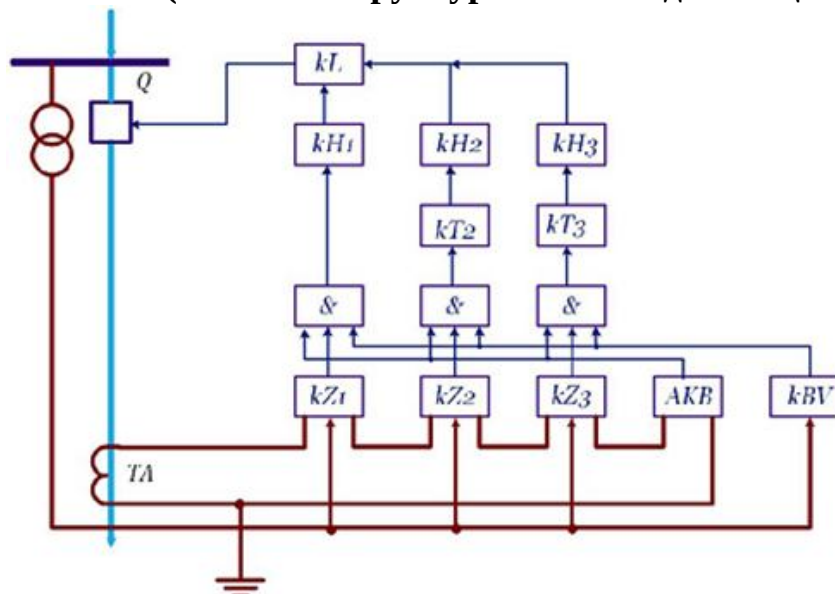 Q
kL
kH1 kH2 kH3
kT2 kT3
& & &
kZ1 kZ2 kZ3 AKB kBV
TA